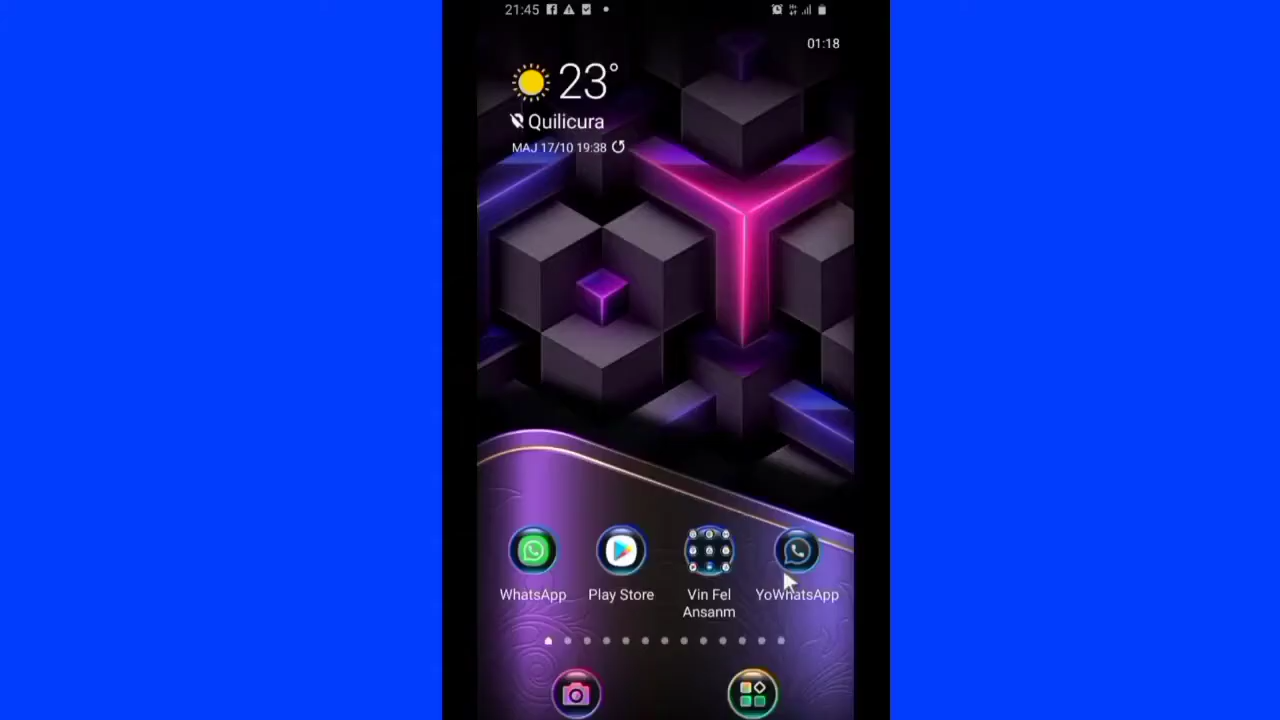 21:45
01:18
23°
Quilicura
MAJ 17/10 19:38
WhatsApp
Play Store
Vin Fel
Ansanm
YoWhatsApp